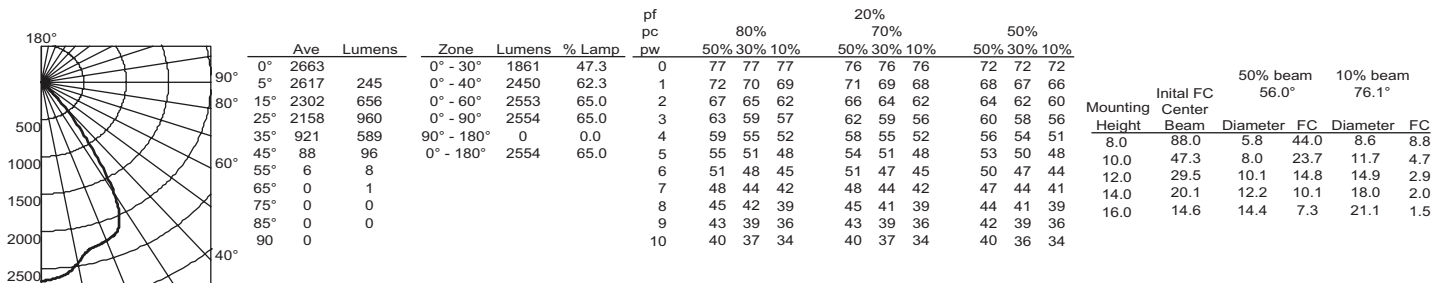 180°
90°
80°
60°
40°
500
1000
1500
2000
2500
Ave Lumens
0° 2663
5° 2617 245
15° 2302 656
25° 2158 960
35° 921 589
45° 88 96
55° 6 8
65° 0 1
75° 0 0
85° 0 0
90 0
Zone Lumens % Lamp
0° - 30° 1861 47.3
0° - 40° 2450 62.3
0° - 60° 2553 65.0
0° - 90° 2554 65.0
90° - 180° 0 0.0
0° - 180° 2554 65.0
pf 20%
pc 80% 70% 50%
pw 50% 30% 10% 50% 30% 10% 50% 30% 10%
0 77 77 77 76 76 76 72 72 72
1 72 70 69 71 69 68 68 67 66
2 67 65 62 66 64 62 64 62 60
3 63 59 57 62 59 56 60 58 56
4 59 55 52 58 55 52 56 54 51
5 55 51 48 54 51 48 53 50 48
6 51 48 45 51 47 45 50 47 44
7 48 44 42 48 44 42 47 44 41
8 45 42 39 45 41 39 44 41 39
9 43 39 36 43 39 36 42 39 36
10 40 37 34 40 37 34 40 36 34
50% beam 10% beam
56.0° 76.1°
Mounting Height Inital FC Center Beam Diameter FC Diameter FC
8.0 88.0 5.8 44.0 8.6 8.8
10.0 47.3 8.0 23.7 11.7 4.7
12.0 29.5 10.1 14.8 14.9 2.9
14.0 20.1 12.2 10.1 18.0 2.0
16.0 14.6 14.4 7.3 21.1 1.5